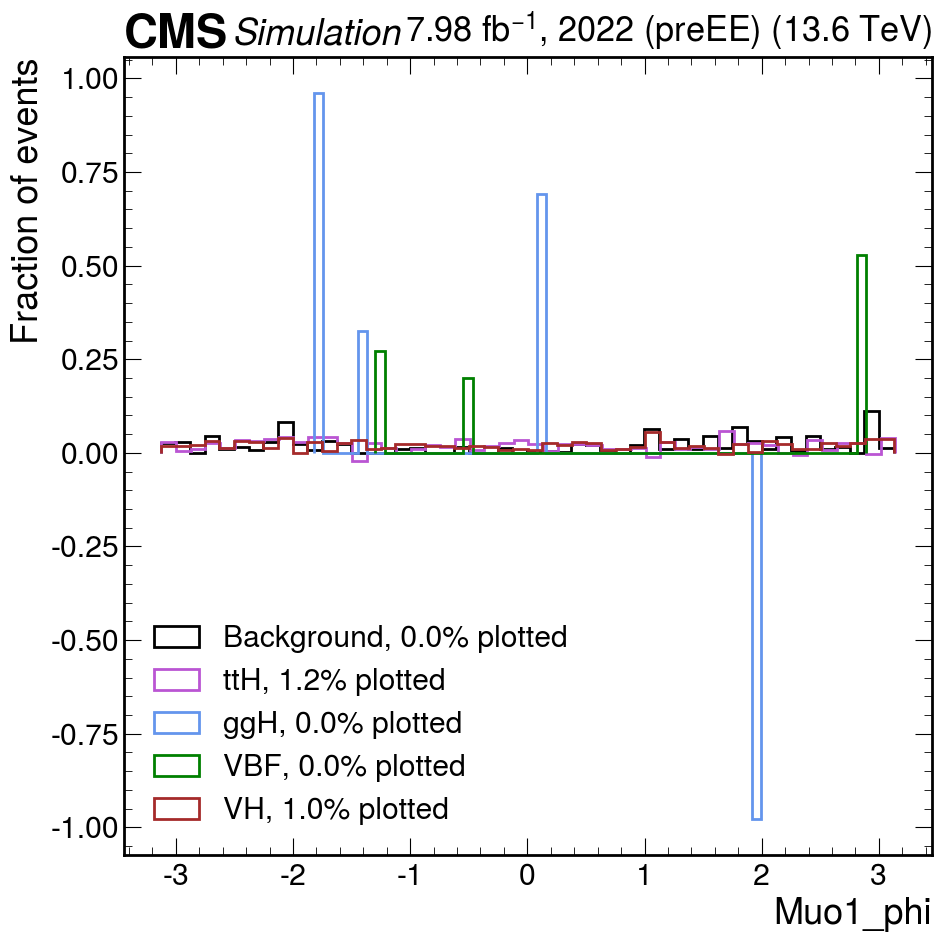 CMS Simulation 7.98 fb⁻¹, 2022 (preEE) (13.6 TeV)
Fraction of events
1.00
0.75
0.50
0.25
0.00
-0.25
-0.50
-0.75
-1.00
Background, 0.0% plotted
ttH, 1.2% plotted
ggH, 0.0% plotted
VBF, 0.0% plotted
VH, 1.0% plotted
-3 -2 -1 0 1 2 3
Muo1_phi